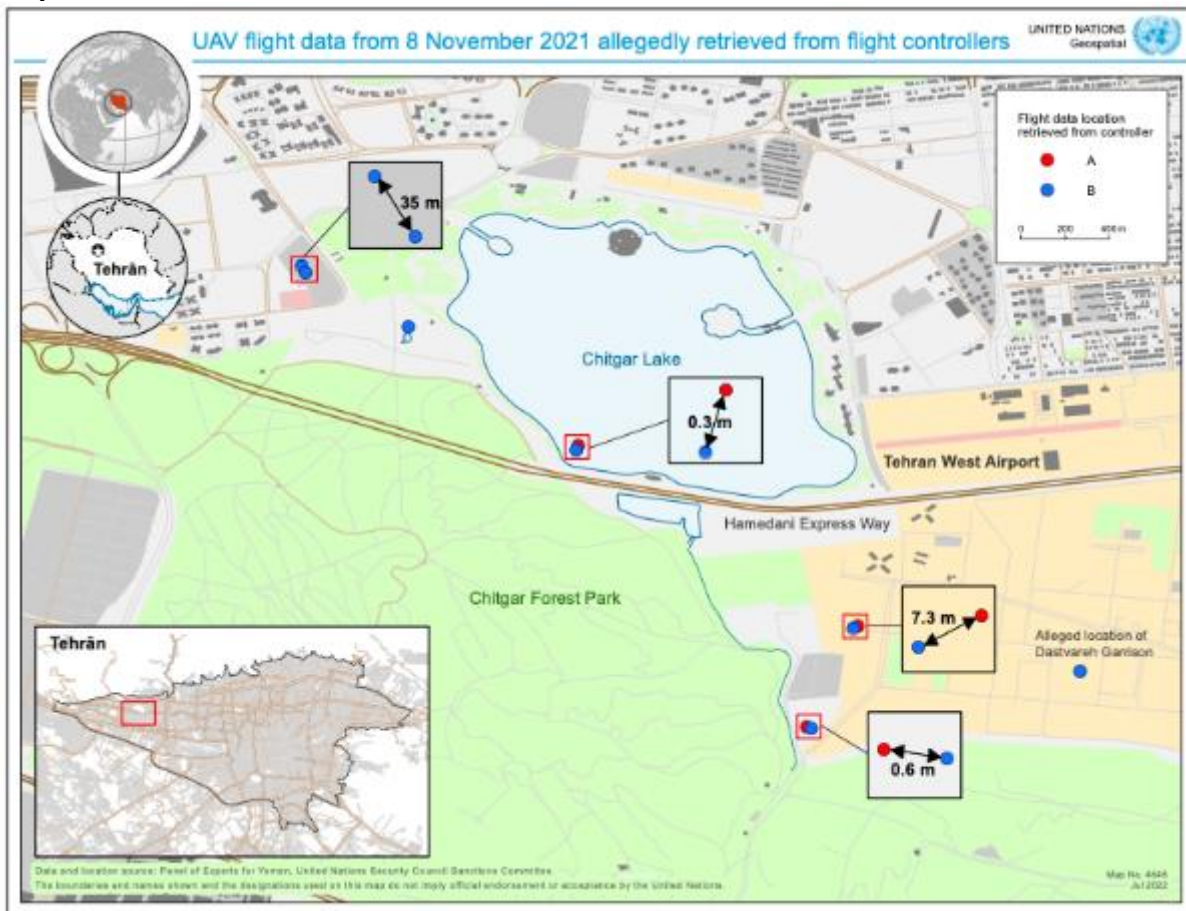 UAV flight data from 8 November 2021 allegedly retrieved from flight controllers
UNITED NATIONS
Geospatial
Flight data location
retrieved from controller
A
B
0 200 400 m
35 m
Tehrān
Chitgar Lake
0.3 m
Tehran West Airport
Hamedani Express Way
Chitgar Forest Park
7.3 m
Alleged location of
Dastvareh Garrison
0.6 m
Tehrān
Data and location source: Panel of Experts for Yemen, United Nations Security Council Sanctions Committee
The boundaries and names shown and the designations used on this map do not imply official endorsement or acceptance by the United Nations.
Map No. 4646
Jul 2022